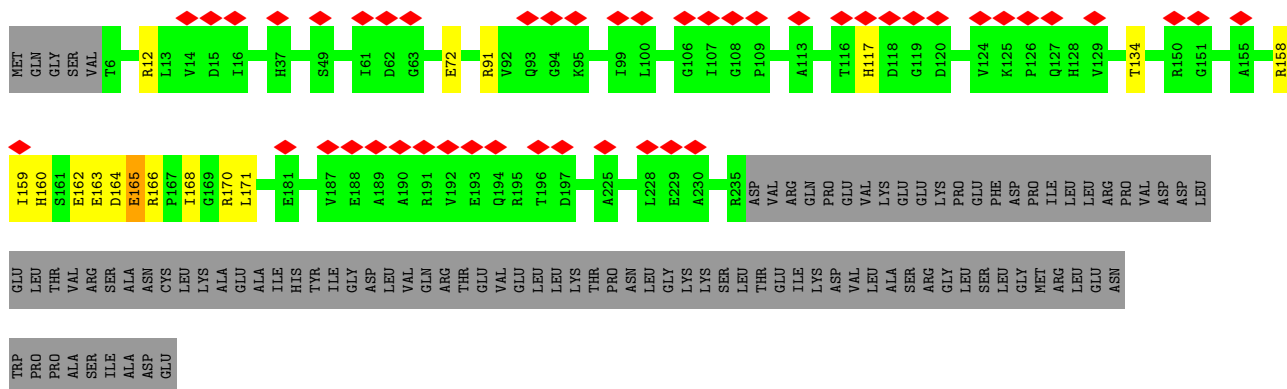 MET GLN GLY SER VAL T6 R12 L13 V14 D15 I16 H37 S49 I61 D62 G63 E72 R91 V92 Q93 G94 K95 I99 L100 G106 I107 G108 P109 A113 T116 H117 D118 G119 D120 V124 K125 P126 Q127 H128 V129 T134 R150 G151 A155 R158
I159 H160 S161 E162 E163 D164 E165 R166 P167 I168 G169 R170 L171 E181 V187 E188 A189 A190 R191 V192 E193 Q194 R195 T196 D197 A225 L228 E229 A230 R235 ASP VAL ARG GLN PRO GLU VAL LYS GLU GLU LYS PRO GLU PHE ASP PRO ILE LEU LEU ARG PRO VAL ASP ASP LEU
GLU LEU THR VAL ARG SER ALA ASN CYS LEU LYS ALA GLU ALA ILE HIS TYR ILE GLY ASP LEU VAL GLN ARG THR GLU VAL GLU LEU LEU LYS THR PRO ASN LEU GLY LYS LYS SER LEU THR GLU ILE LYS ASP VAL LEU ALA SER ARG GLY LEU SER LEU GLY MET ARG LEU GLU ASN
TRP PRO PRO ALA SER ILE ALA ASP GLU